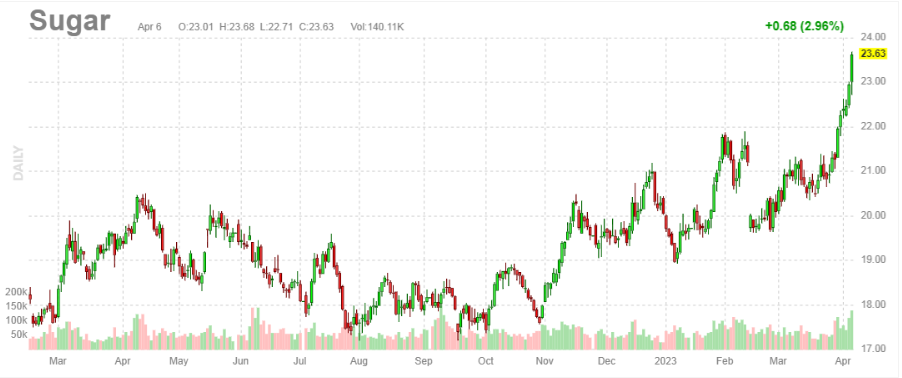 Sugar Apr 6 O:23.01 H:23.68 L:22.71 C:23.63 Vol:140.11K +0.68 (2.96%)
24.00
23.63
23.00
22.00
DAILY
21.00
20.00
19.00
200K
150K
18.00
100K
50K
17.00
Mar Apr May Jun Jul Aug Sep Oct Nov Dec 2023 Feb Mar Apr